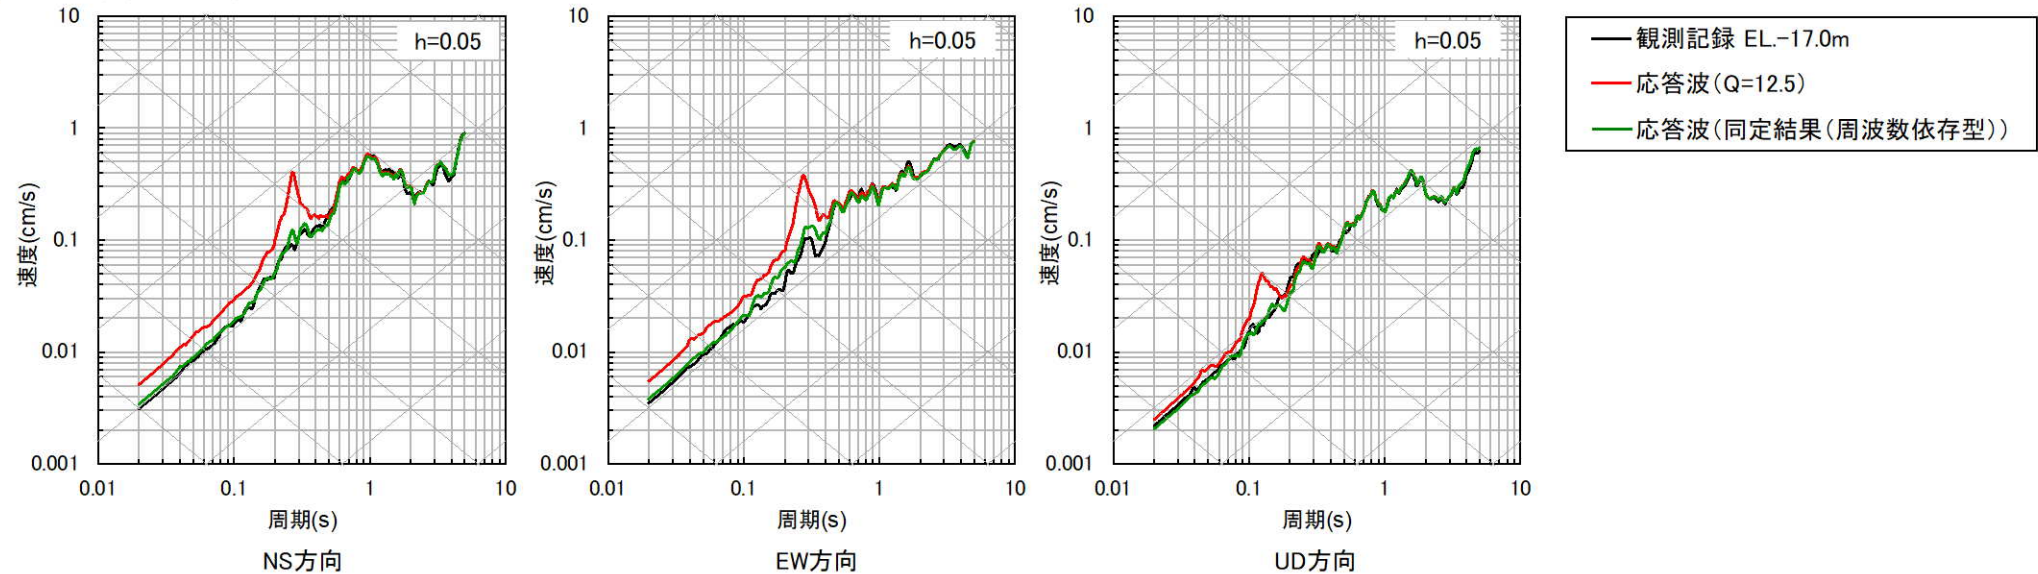 10
1
0.1
0.01
0.001
速度(cm/s)
h=0.05
0.01 0.1 1 10
周期(s)
NS方向
10
1
0.1
0.01
0.001
速度(cm/s)
h=0.05
0.01 0.1 1 10
周期(s)
EW方向
10
1
0.1
0.01
0.001
速度(cm/s)
h=0.05
0.01 0.1 1 10
周期(s)
UD方向
観測記録 EL.-17.0m
応答波(Q=12.5)
応答波(同定結果(周波数依存型))